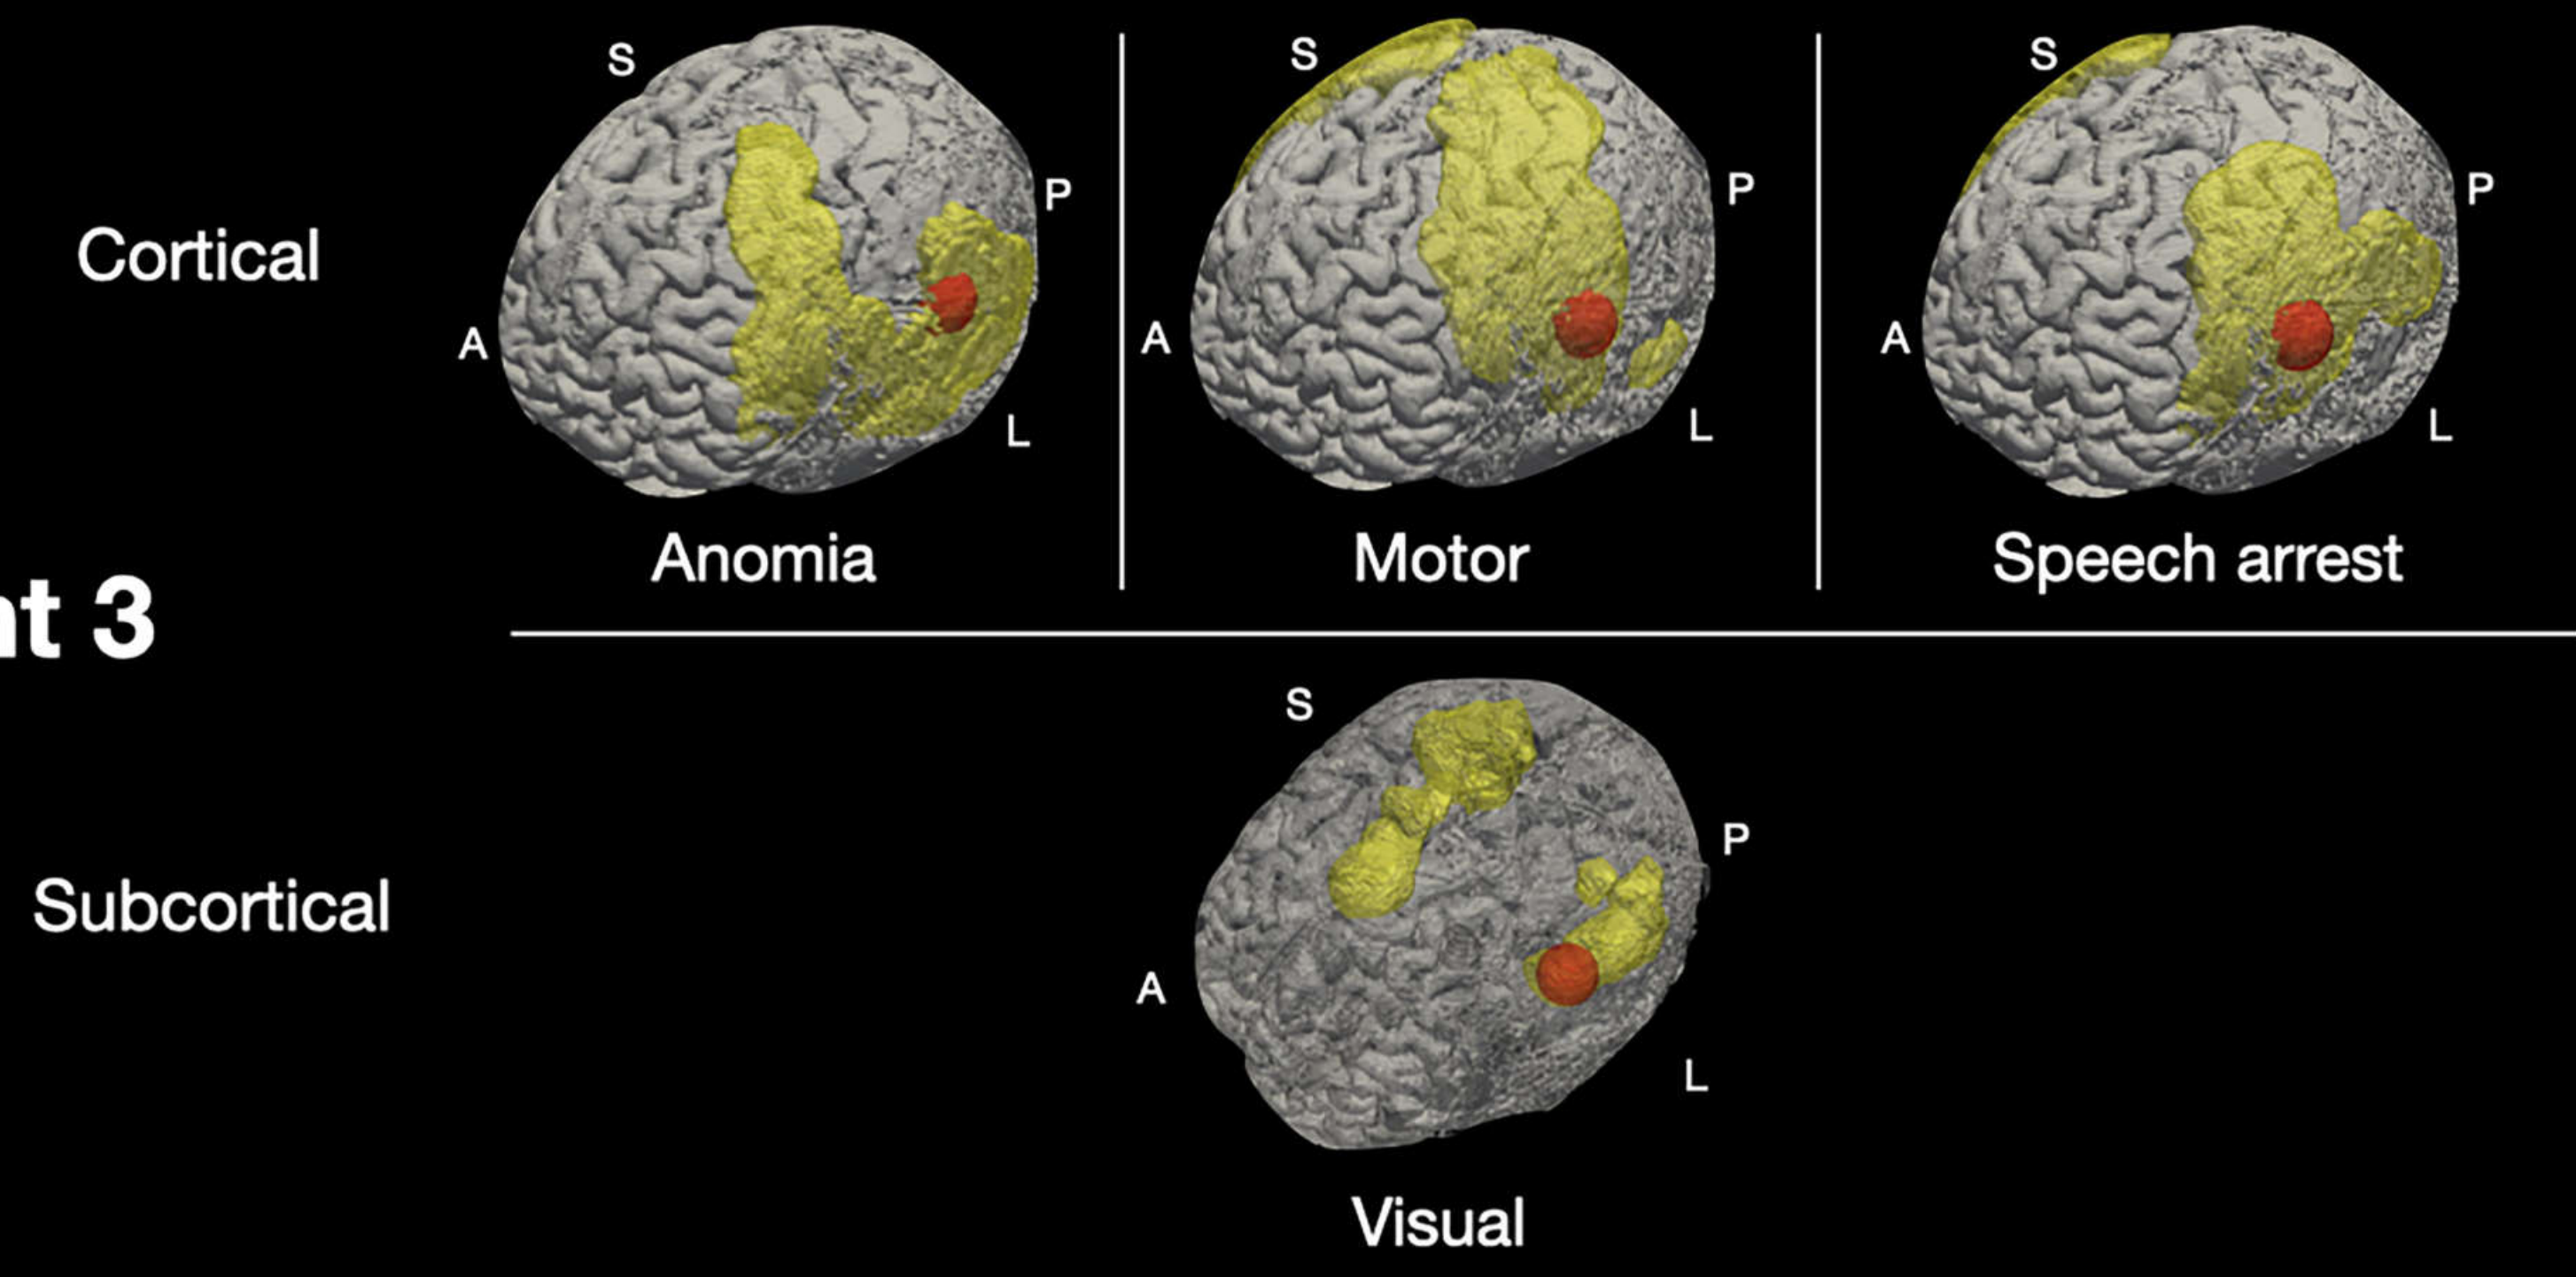 S
S
S
P
P
P
Cortical
A
A
A
L
L
L
Anomia
Motor
Speech arrest
nt 3
S
P
Subcortical
A
L
Visual